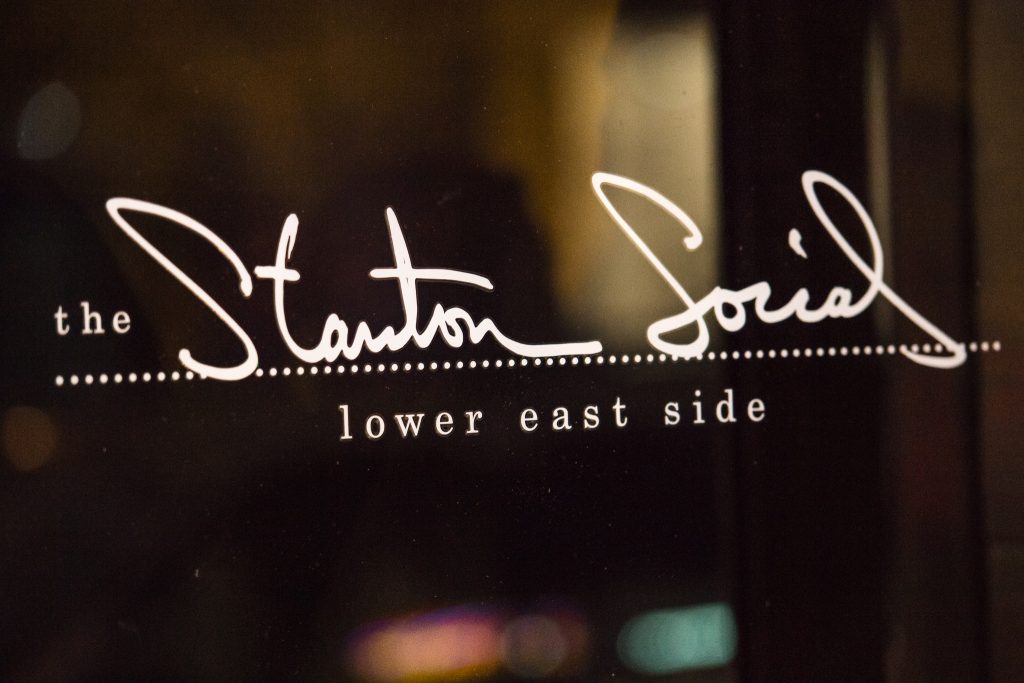 the Stanton Social
lower east side